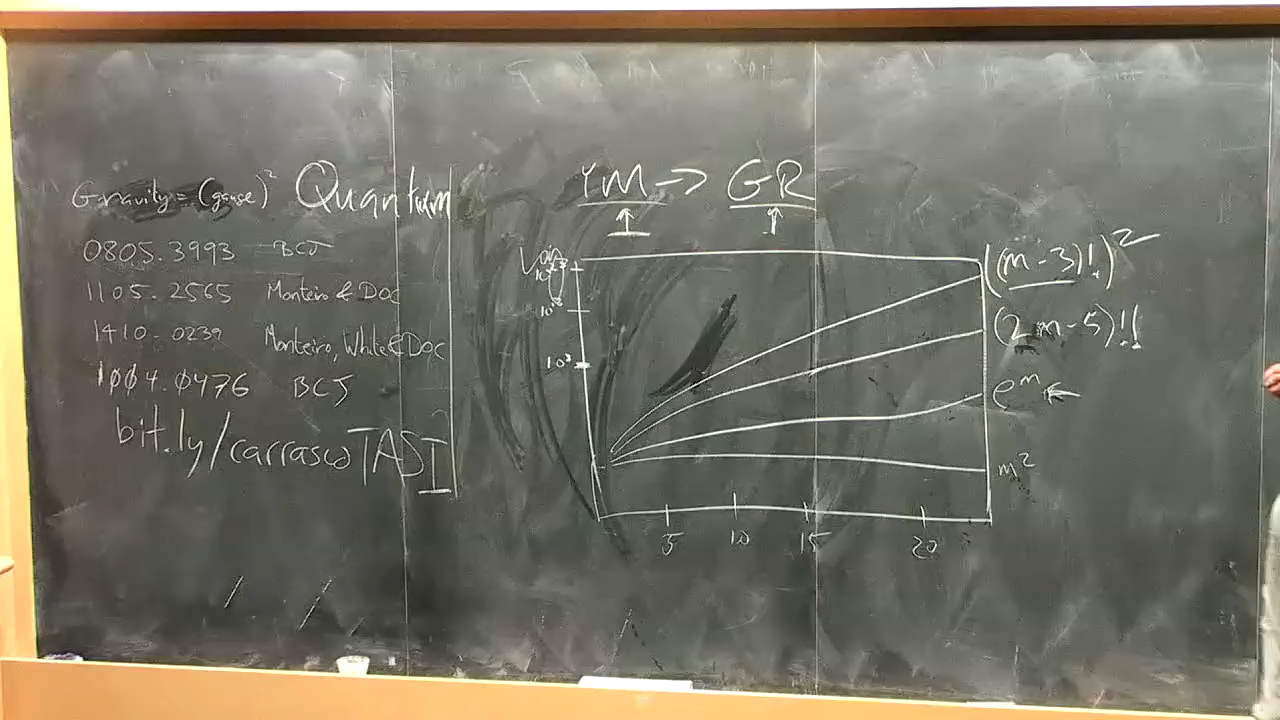 Gravity = (gauge)² Quantum
0805.3993 BCJ
1105.2565 Monteiro & DOC
1410.0239 Monteiro, White & DOC
1004.0476 BCJ
bit.ly/carrascoTASI
YM -> GR
((m-3)!)²
(2m-5)!!
e^m
m²
10³
5 10 15 20